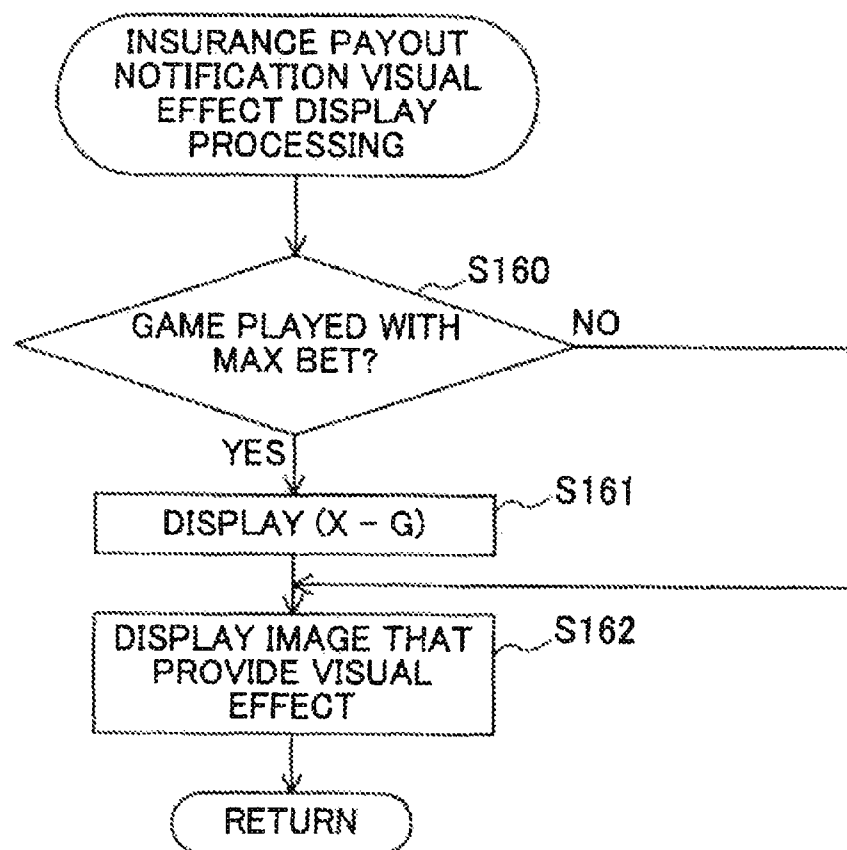 INSURANCE PAYOUT
NOTIFICATION VISUAL
EFFECT DISPLAY
PROCESSING
S160
GAME PLAYED WITH
MAX BET?
NO
YES
S161
DISPLAY (X - G)
S162
DISPLAY IMAGE THAT
PROVIDE VISUAL
EFFECT
RETURN